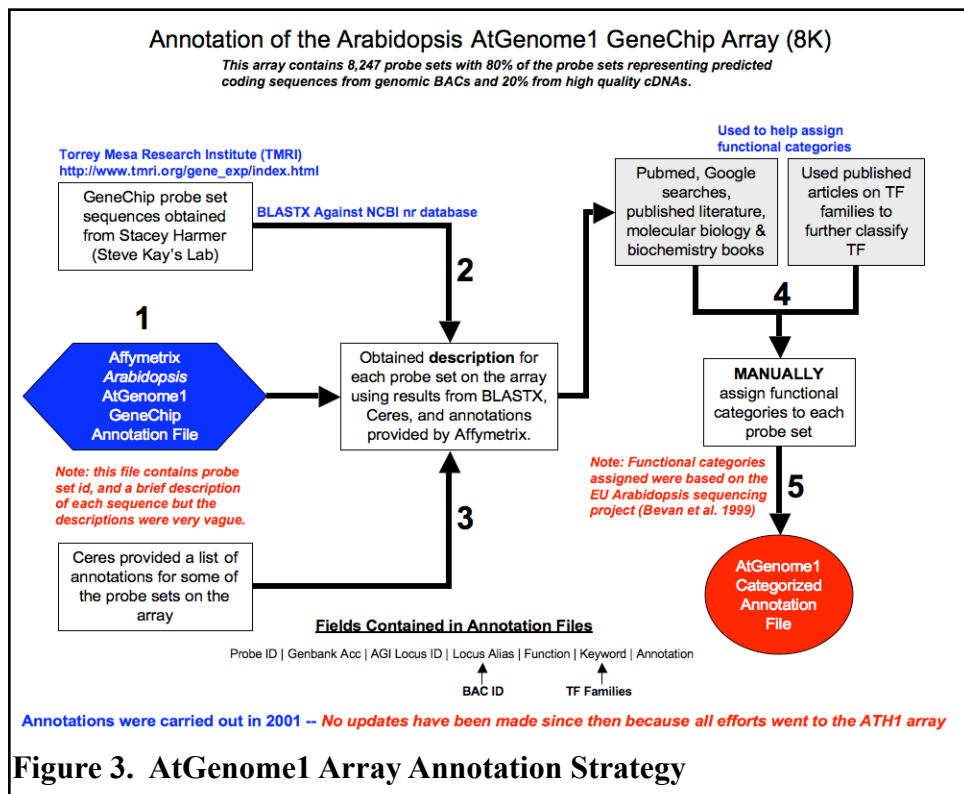 Annotation of the Arabidopsis AtGenome1 GeneChip Array (8K)
This array contains 8,247 probe sets with 80% of the probe sets representing predicted
coding sequences from genomic BACs and 20% from high quality cDNAs.
Torrey Mesa Research Institute (TMRI)
http://www.tmri.org/gene_exp/index.html
GeneChip probe set
sequences obtained
from Stacey Harmer
(Steve Kay's Lab)
BLASTX Against NCBI nr database
2
Used to help assign
functional categories
Pubmed, Google
searches,
published literature,
molecular biology &
biochemistry books
Used published
articles on TF
families to
further classify
TF
4
1
Affymetrix
Arabidopsis
AtGenome1
GeneChip
Annotation File
Obtained description for
each probe set on the array
using results from BLASTX,
Ceres, and annotations
provided by Affymetrix.
MANUALLY
assign functional
categories to each
probe set
Note: this file contains probe
set id, and a brief description
of each sequence but the
descriptions were very vague.
3
Note: Functional categories
assigned were based on the
EU Arabidopsis sequencing
project (Bevan et al. 1999)
5
Ceres provided a list of
annotations for some of
the probe sets on the
array
AtGenome1
Categorized
Annotation
File
Fields Contained in Annotation Files
Probe ID | Genbank Acc | AGI Locus ID | Locus Alias | Function | Keyword | Annotation
BAC ID
TF Families
Annotations were carried out in 2001 -- No updates have been made since then because all efforts went to the ATH1 array
Figure 3. AtGenome1 Array Annotation Strategy